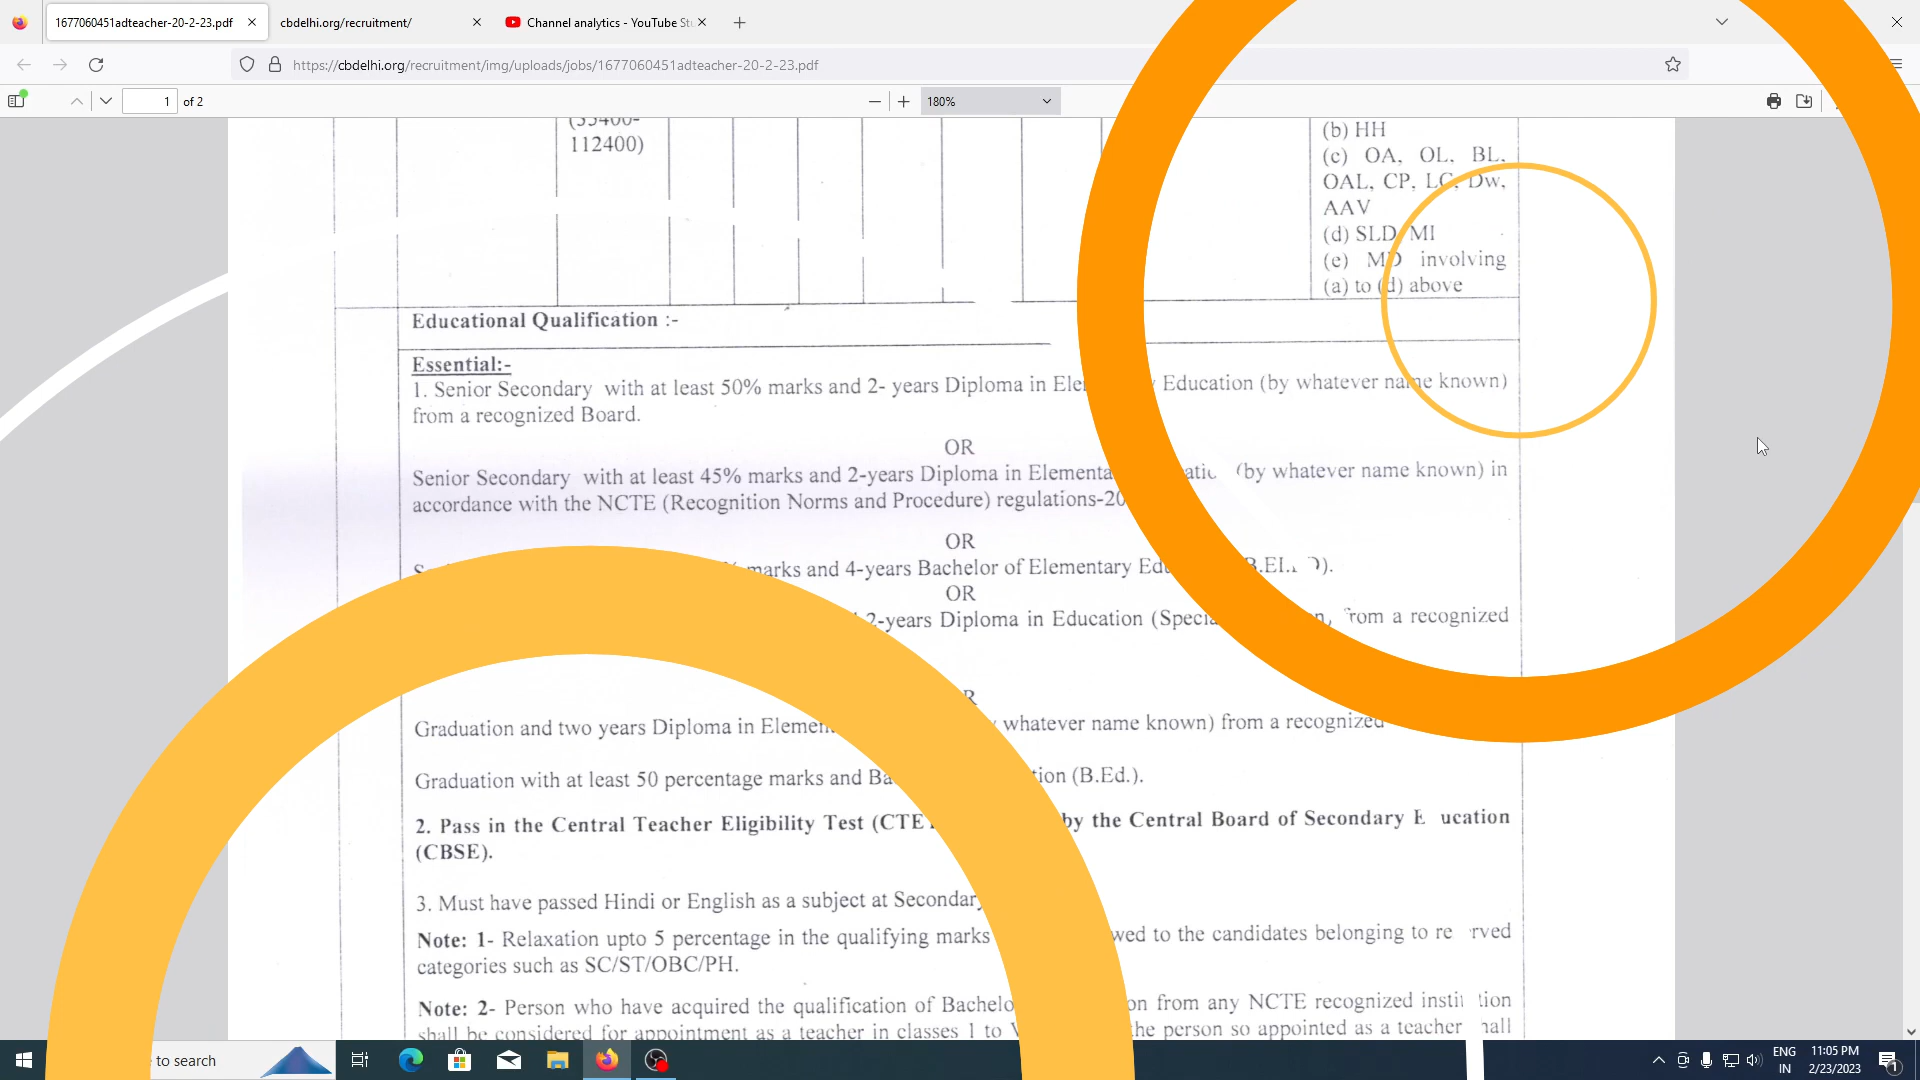 1677060451adteacher-20-2-23.pdf
cbdelhi.org/recruitment/
Channel analytics - YouTube St
https://cbdelhi.org/recruitment/img/uploads/jobs/1677060451adteacher-20-2-23.pdf
1 of 2
180%
112400)
(b) HH
(c) OA, OL, BL,
OAL, CP, LC, Dw,
AAV
(d) SLD, MI
(e) MD involving
(a) to (d) above
Educational Qualification :-
Essential:-
1. Senior Secondary with at least 50% marks and 2- years Diploma in Education (by whatever name known)
from a recognized Board.
OR
Senior Secondary with at least 45% marks and 2-years Diploma in (by whatever name known) in
accordance with the NCTE (Recognition Norms and Procedure) regulations-20
OR
marks and 4-years Bachelor of Elementary
OR
2-years Diploma in Education from a recognized
Graduation and two years Diploma in whatever name known) from a recognized
Graduation with at least 50 percentage marks and (B.Ed.).
2. Pass in the Central Teacher Eligibility Test by the Central Board of Secondary
(CBSE).
3. Must have passed Hindi or English as a subject at
Note: 1- Relaxation upto 5 percentage in the qualifying marks to the candidates belonging to
categories such as SC/ST/OBC/PH.
Note: 2- Person who have acquired the qualification of from any NCTE recognized
shall be considered for appointment as a teacher in classes 1 to the person so appointed as a teacher
to search
ENG
IN
11:05 PM
2/23/2023
1